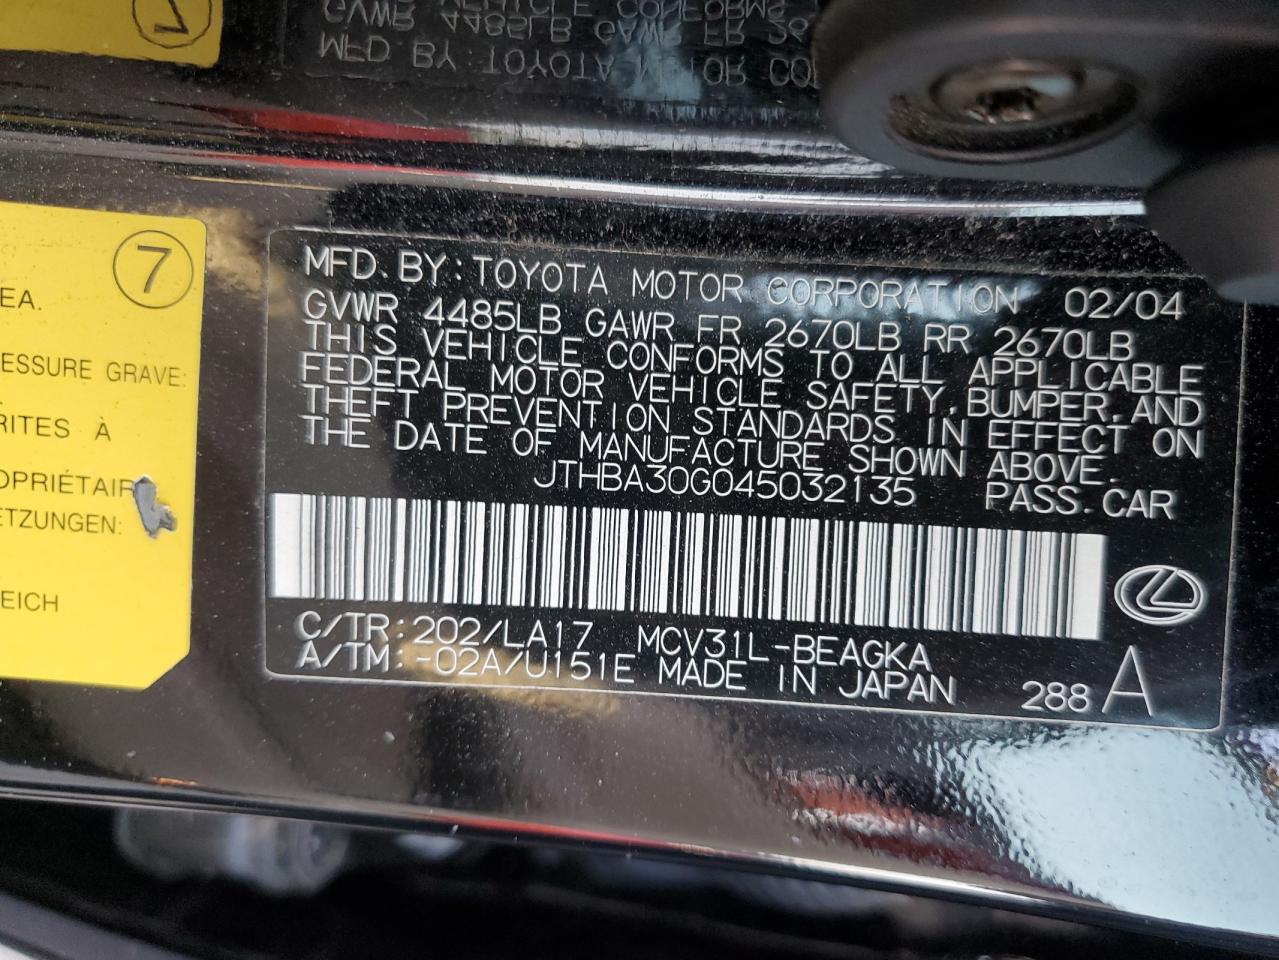 7
EA.
ESSURE GRAVE:
RITES À
OPRIÉTAIR
ETZUNGEN:
EICH
MFD. BY: TOYOTA MOTOR CORPORATION 02/04
GVWR 4485LB GAWR FR 2670LB RR 2670LB
THIS VEHICLE CONFORMS TO ALL APPLICABLE
FEDERAL MOTOR VEHICLE SAFETY, BUMPER, AND
THEFT PREVENTION STANDARDS IN EFFECT ON
THE DATE OF MANUFACTURE SHOWN ABOVE.
JTHBA30G045032135 PASS. CAR
C/TR: 202/LA17 MCV31L-BEAGKA
A/TM: -02A/U151E MADE IN JAPAN 288 A